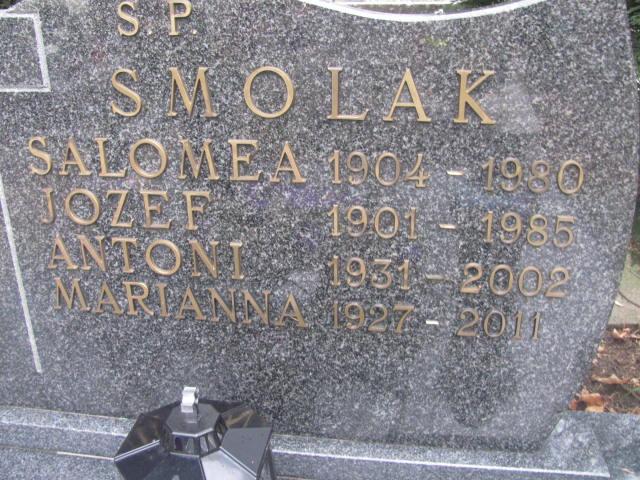 S.P.
SMOLAK
SALOMEA 1904 - 1980
JOZEF 1901 - 1985
ANTONI 1931 - 2002
MARIANNA 1927 - 2011